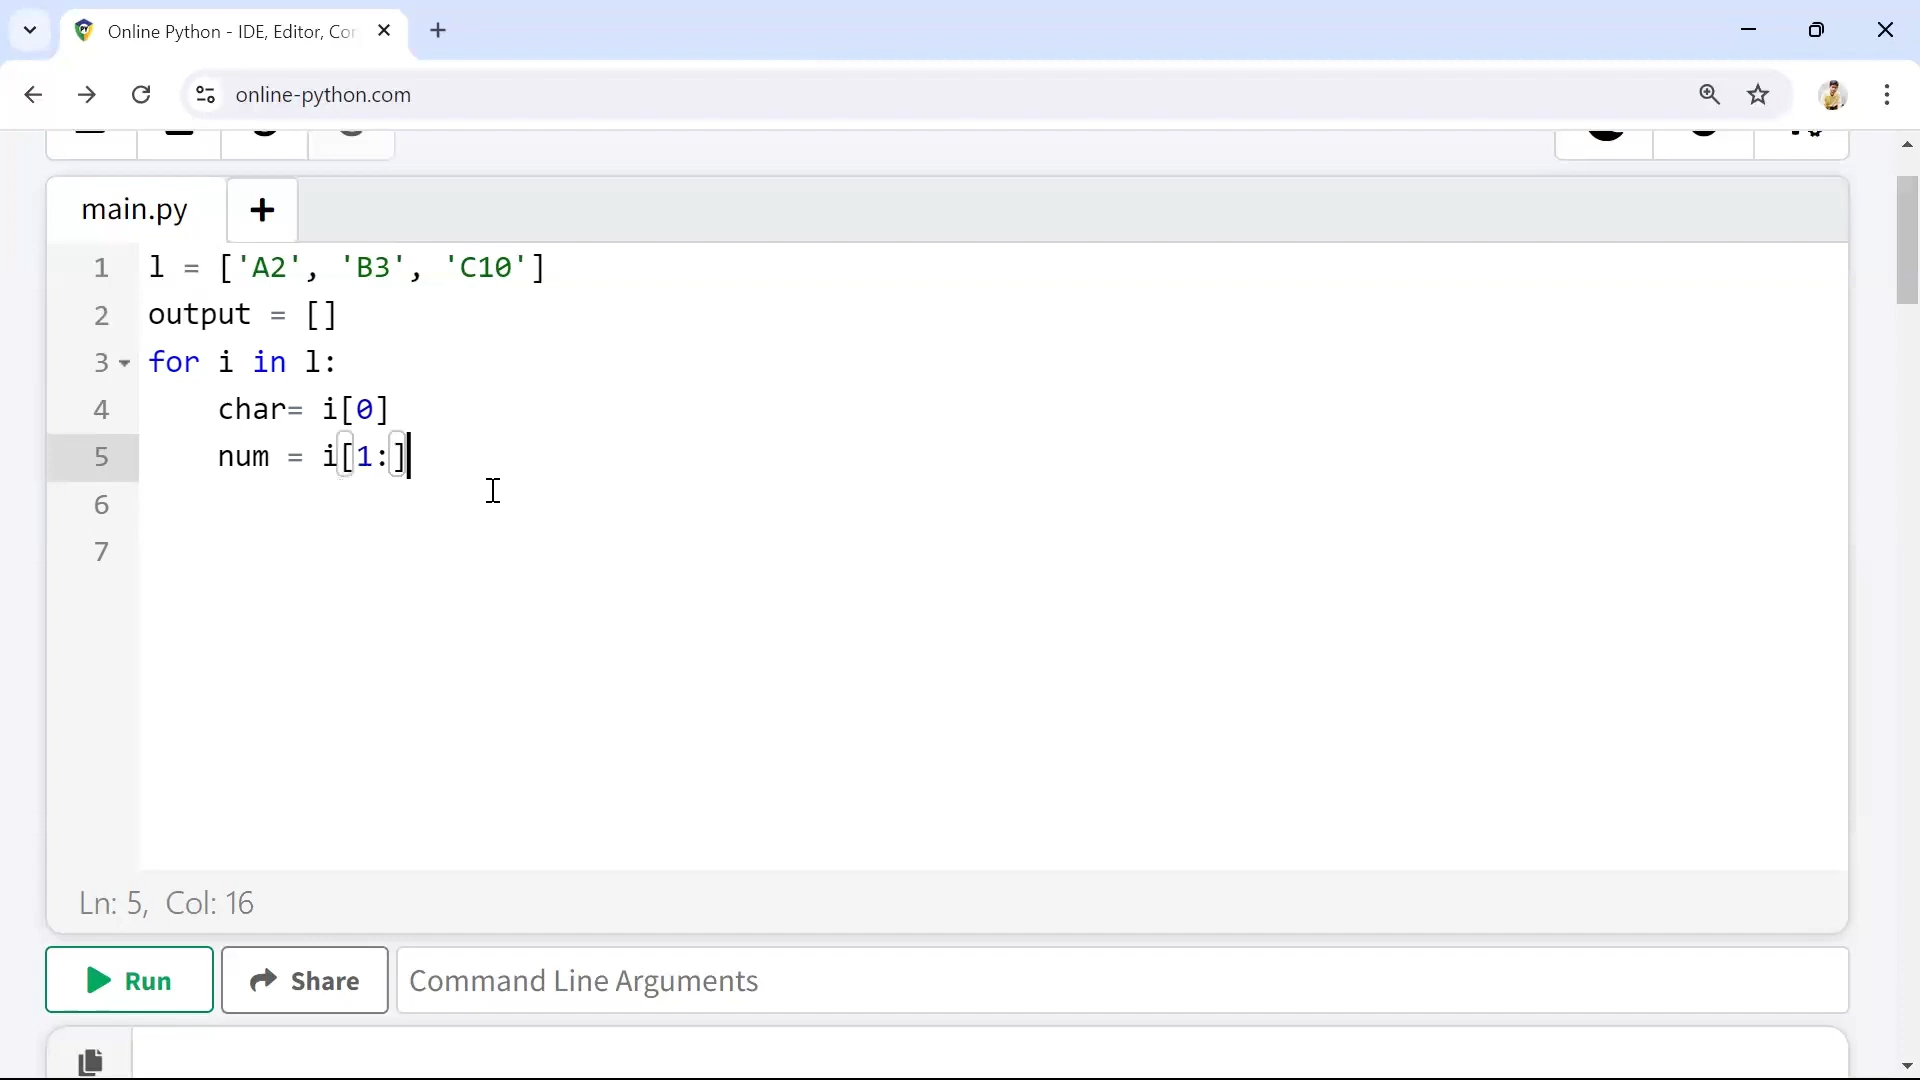 Online Python - IDE, Editor, Cor
online-python.com
main.py
1 l = ['A2', 'B3', 'C10']
2 output = []
3 for i in l:
4     char= i[0]
5     num = i[1:]
6
7
Ln: 5, Col: 16
Run Share Command Line Arguments